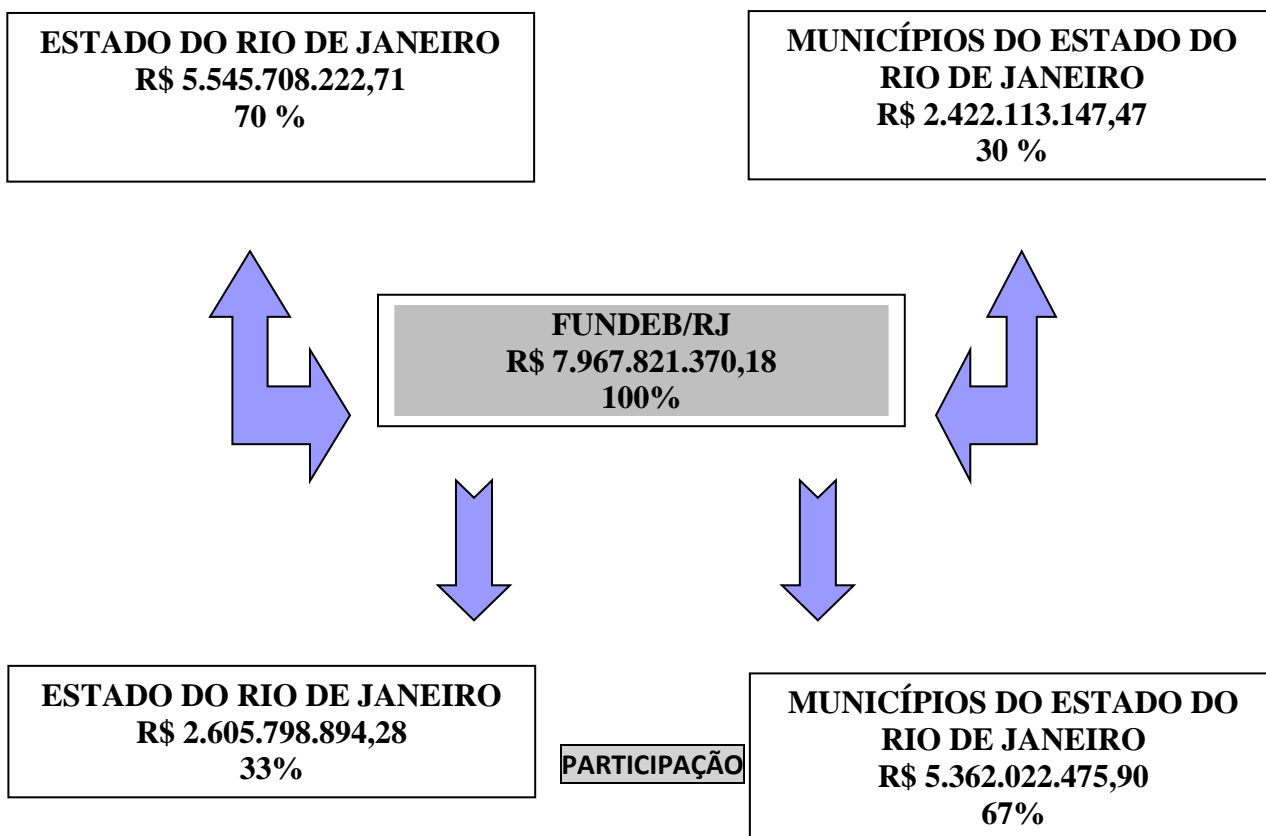 ESTADO DO RIO DE JANEIRO
R$ 5.545.708.222,71
70 %
MUNICÍPIOS DO ESTADO DO
RIO DE JANEIRO
R$ 2.422.113.147,47
30 %
FUNDEB/RJ
R$ 7.967.821.370,18
100%
ESTADO DO RIO DE JANEIRO
R$ 2.605.798.894,28
33%
PARTICIPAÇÃO
MUNICÍPIOS DO ESTADO DO
RIO DE JANEIRO
R$ 5.362.022.475,90
67%